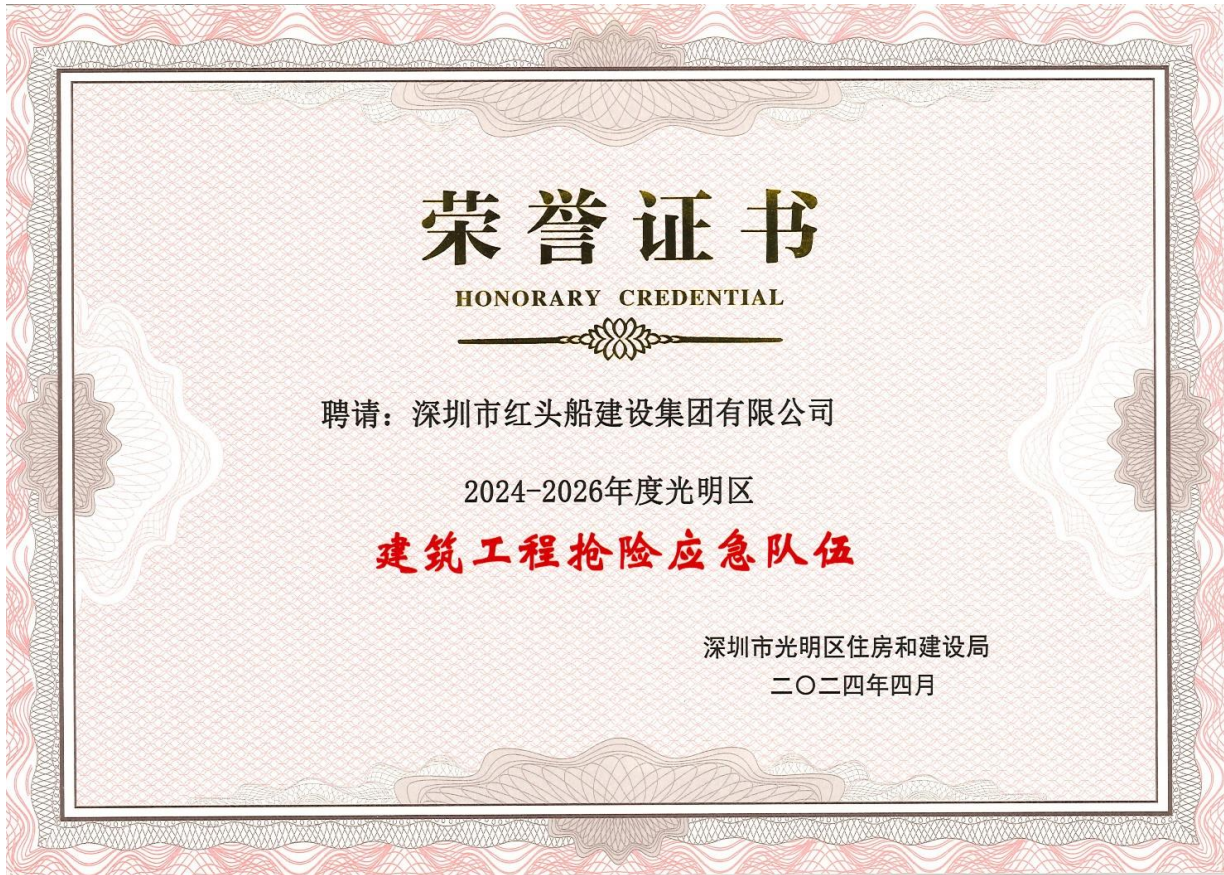 荣誉证书
HONORARY CREDENTIAL
聘请：深圳市红头船建设集团有限公司
2024-2026年度光明区
建筑工程抢险应急队伍
深圳市光明区住房和建设局
二〇二四年四月